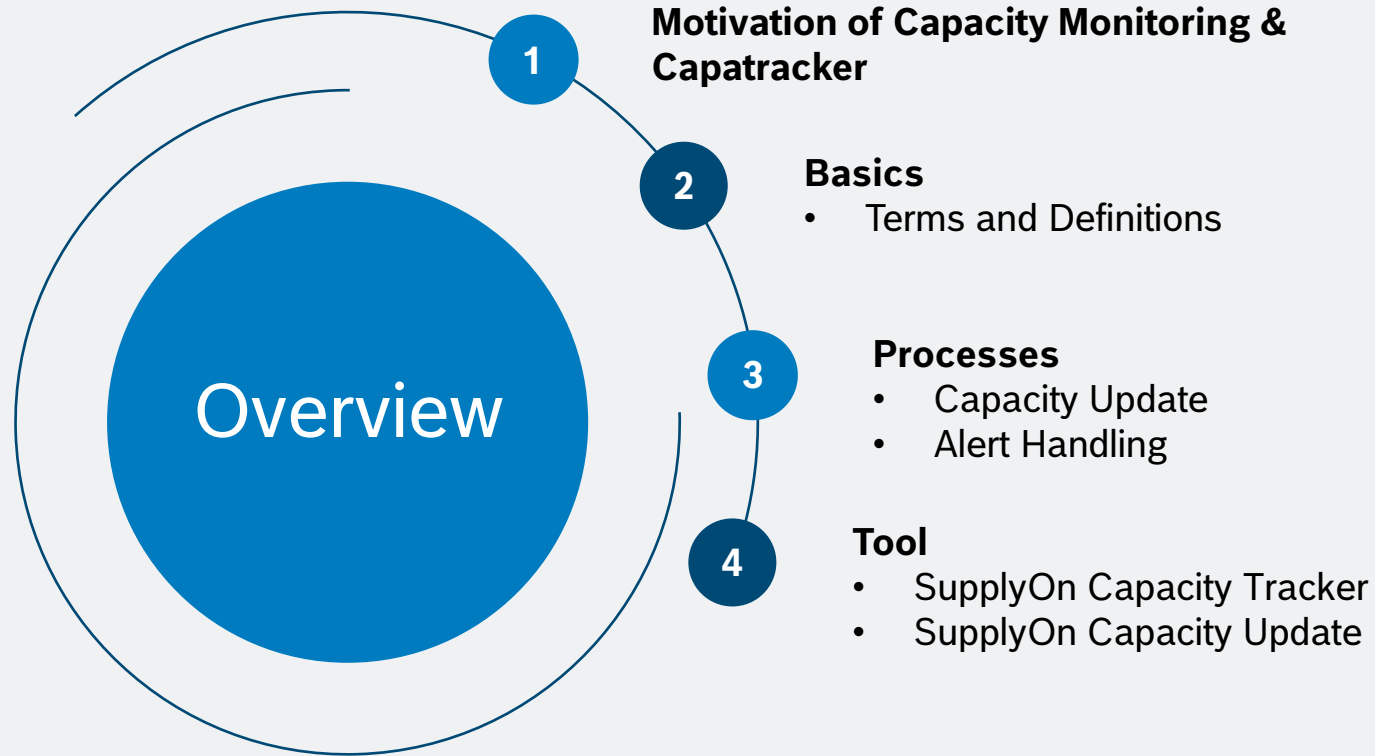 1
Motivation of Capacity Monitoring &
Capatracker
2
Basics
• Terms and Definitions
Overview
3
Processes
• Capacity Update
• Alert Handling
4
Tool
• SupplyOn Capacity Tracker
• SupplyOn Capacity Update